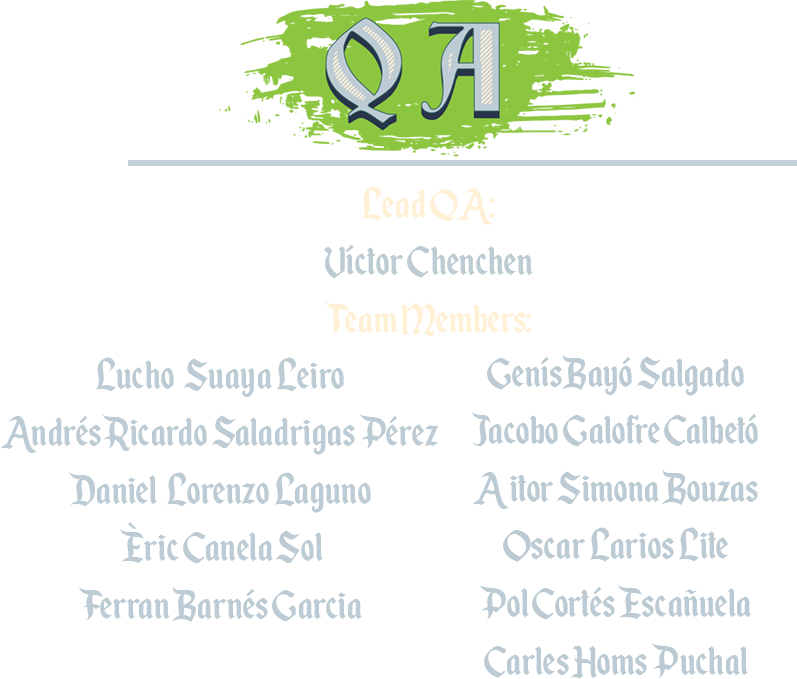 QA
Lead QA:
Víctor Chenchen
Team Members:
Lucho Suaya Leiro
Andrés Ricardo Saladrigas Pérez
Daniel Lorenzo Laguno
Èric Canela Sol
Ferran Barnés Garcia
Genís Bayó Salgado
Jacobo Galofre Calbetó
Aitor Simona Bouzas
Oscar Larios Lite
Pol Cortés Escañuela
Carles Homs Puchal